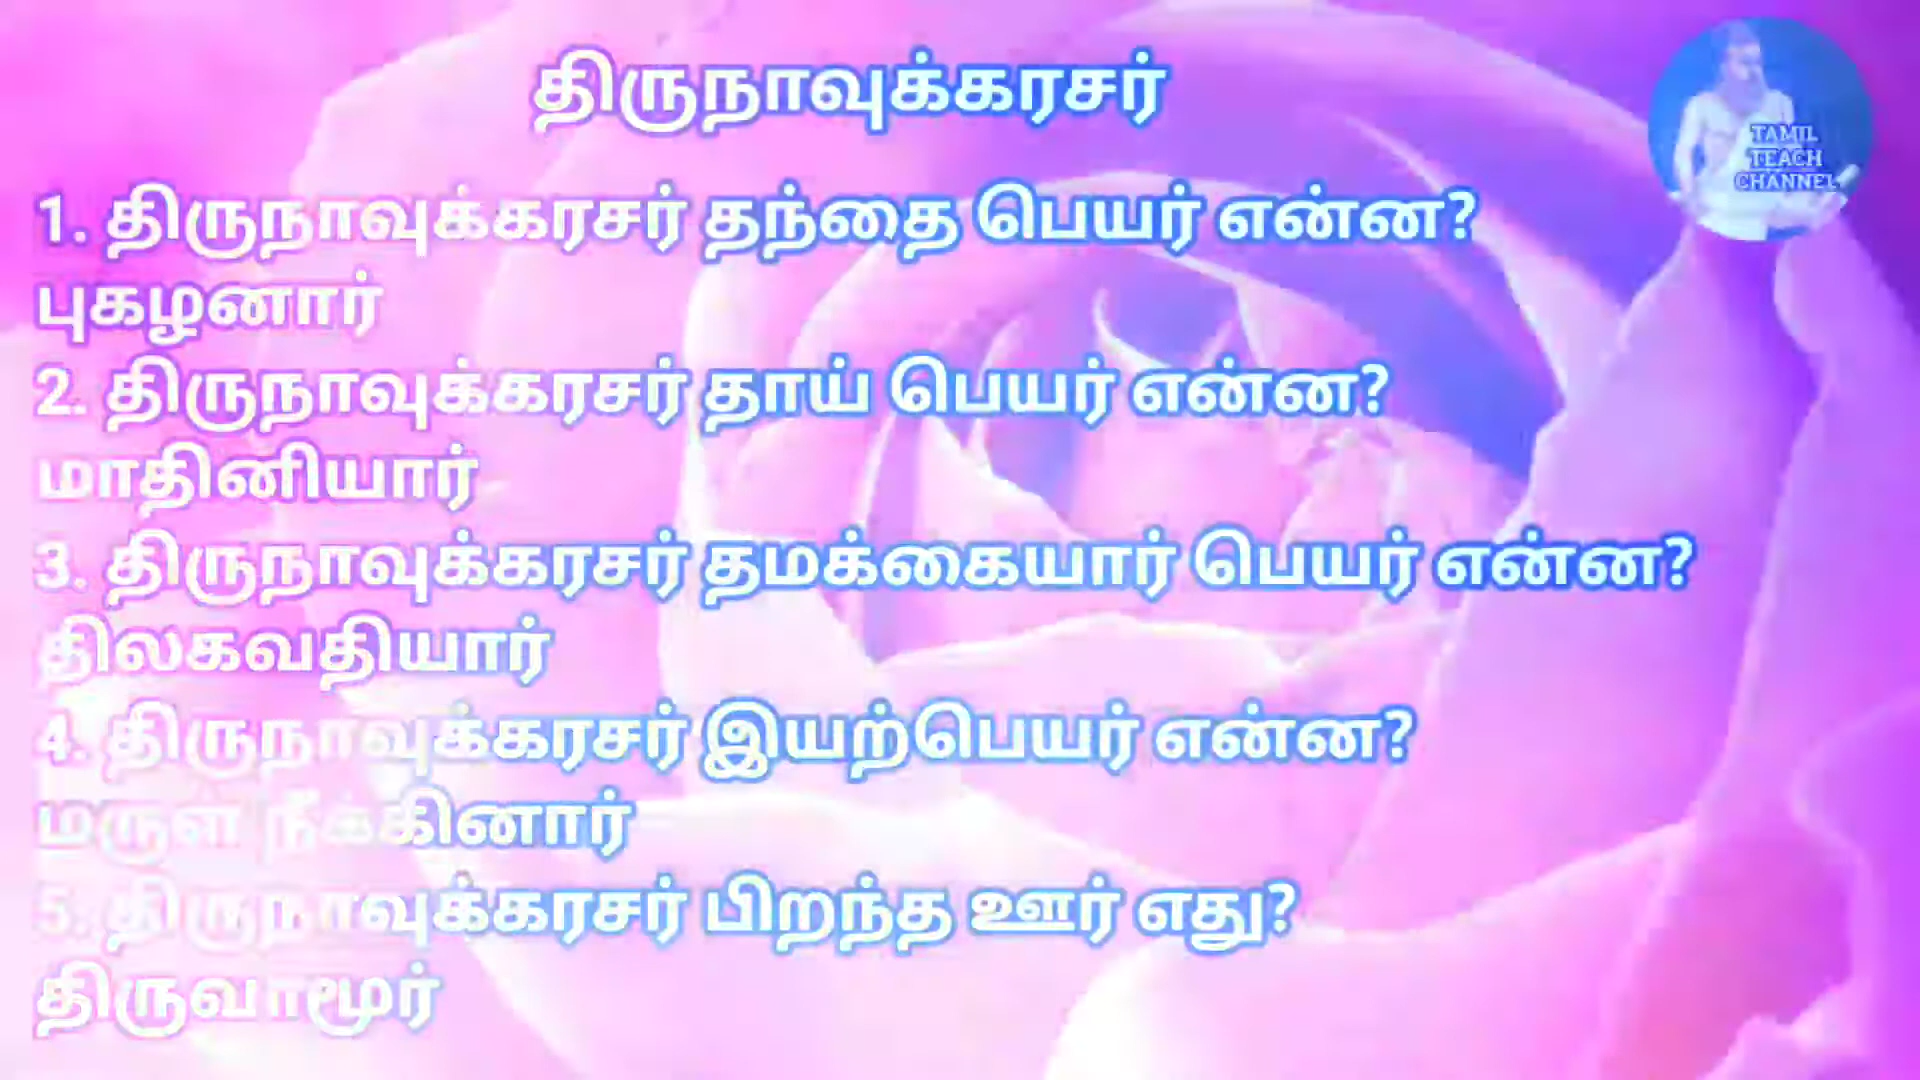 திருநாவுக்கரசர்
TAMIL
TEACH
CHANNEL
1. திருநாவுக்கரசர் தந்தை பெயர் என்ன?
புகழனார்
2. திருநாவுக்கரசர் தாய் பெயர் என்ன?
மாதினியார்
3. திருநாவுக்கரசர் தமக்கையார் பெயர் என்ன?
திலகவதியார்
4. திருநாவுக்கரசர் இயற்பெயர் என்ன?
மருள் நீக்கினார்
5. திருநாவுக்கரசர் பிறந்த ஊர் எது?
திருவாமூர்